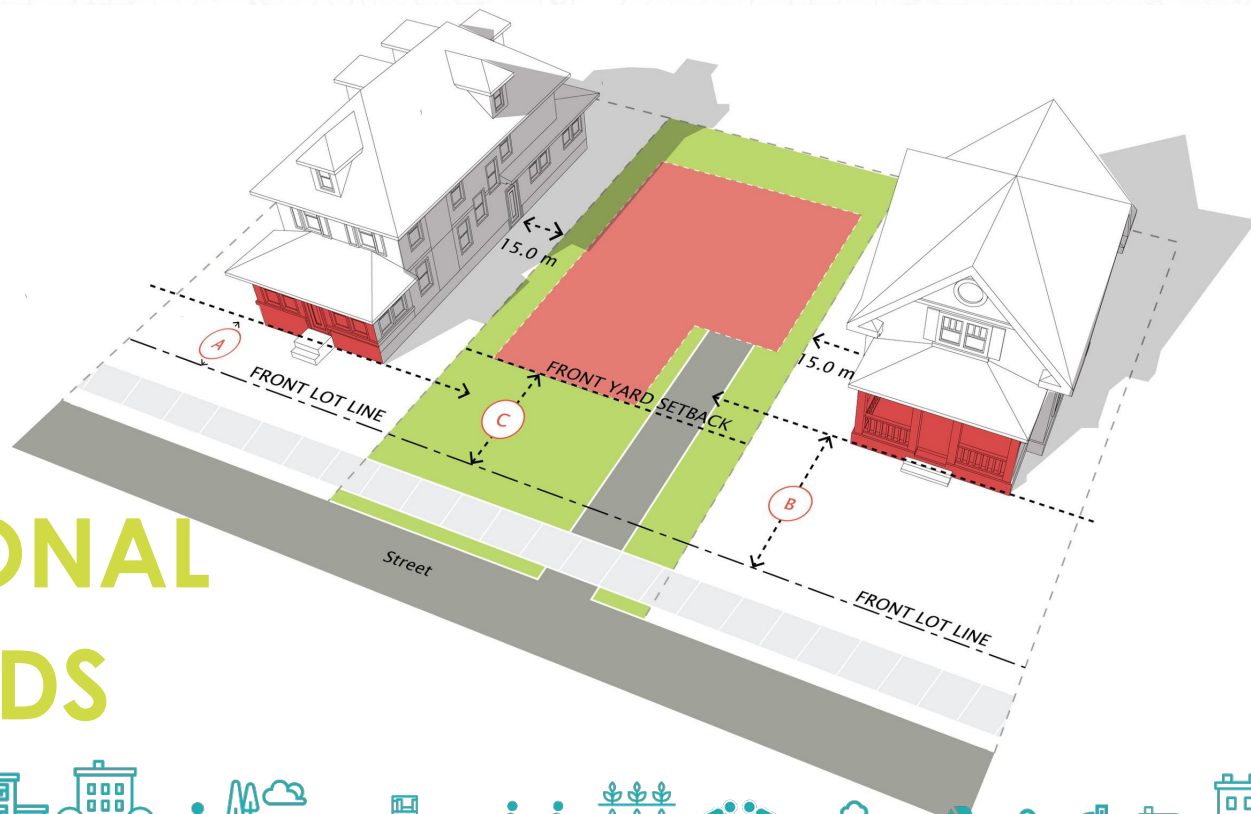 15.0 m
15.0 m
A
FRONT LOT LINE
FRONT YARD SETBACK
C
B
Street
FRONT LOT LINE
ONAL
DS